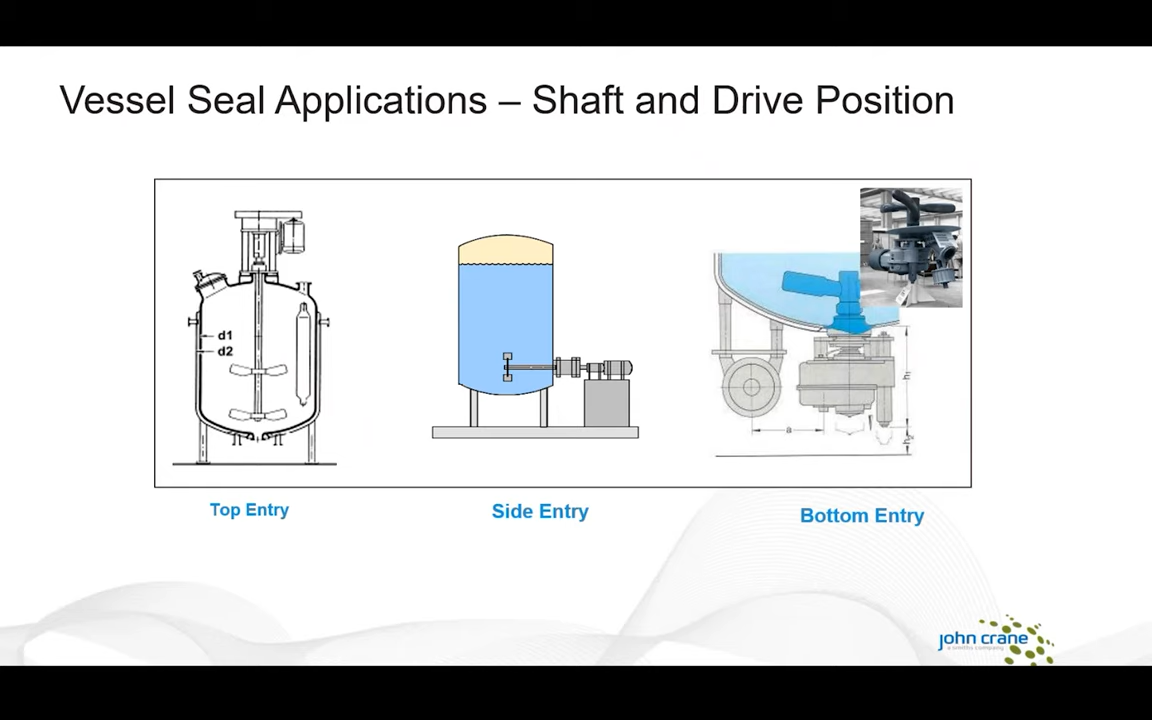 Vessel Seal Applications – Shaft and Drive Position
d1
d2
a
Top Entry
Side Entry
Bottom Entry
john crane
a smiths company